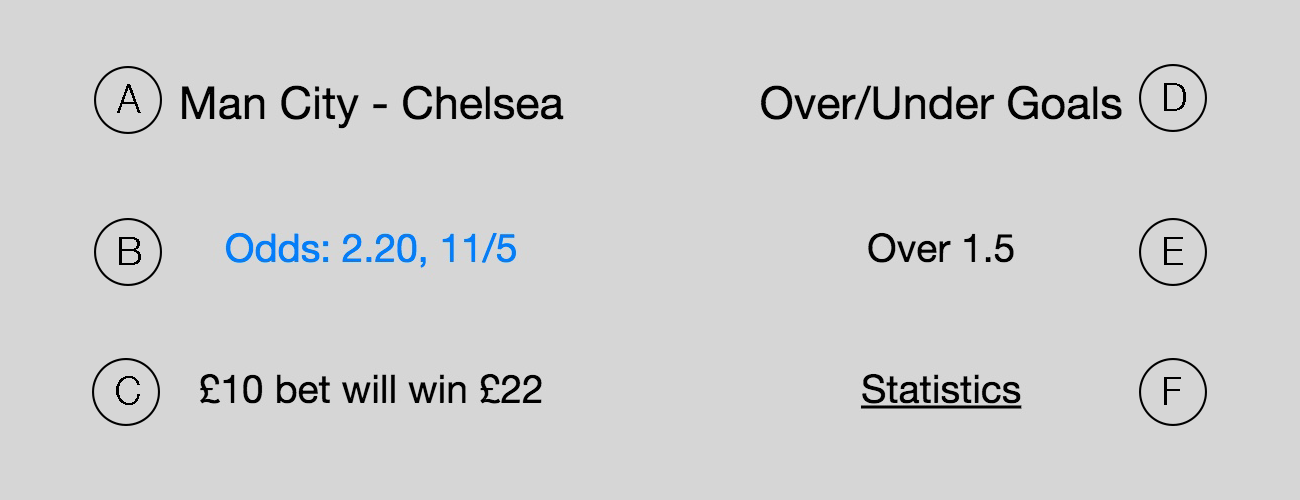 A Man City - Chelsea
Over/Under Goals D
B Odds: 2.20, 11/5
Over 1.5 E
C £10 bet will win £22
Statistics F